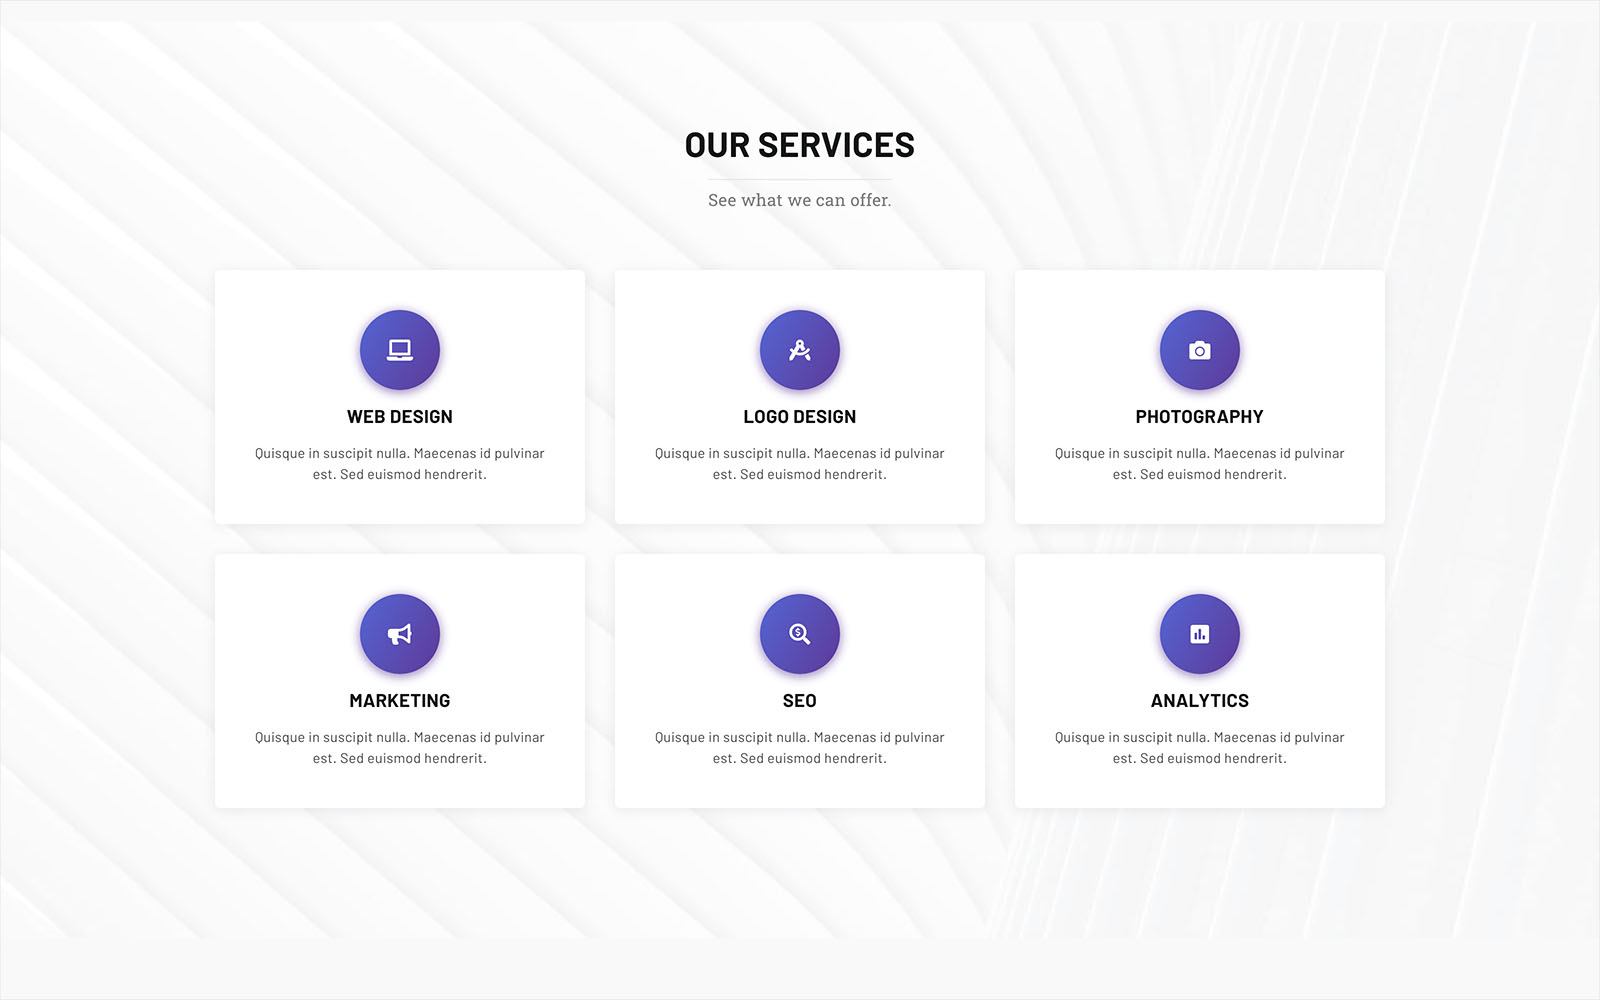 OUR SERVICES
See what we can offer.
WEB DESIGN
Quisque in suscipit nulla. Maecenas id pulvinar
est. Sed euismod hendrerit.
LOGO DESIGN
Quisque in suscipit nulla. Maecenas id pulvinar
est. Sed euismod hendrerit.
PHOTOGRAPHY
Quisque in suscipit nulla. Maecenas id pulvinar
est. Sed euismod hendrerit.
MARKETING
Quisque in suscipit nulla. Maecenas id pulvinar
est. Sed euismod hendrerit.
SEO
Quisque in suscipit nulla. Maecenas id pulvinar
est. Sed euismod hendrerit.
ANALYTICS
Quisque in suscipit nulla. Maecenas id pulvinar
est. Sed euismod hendrerit.